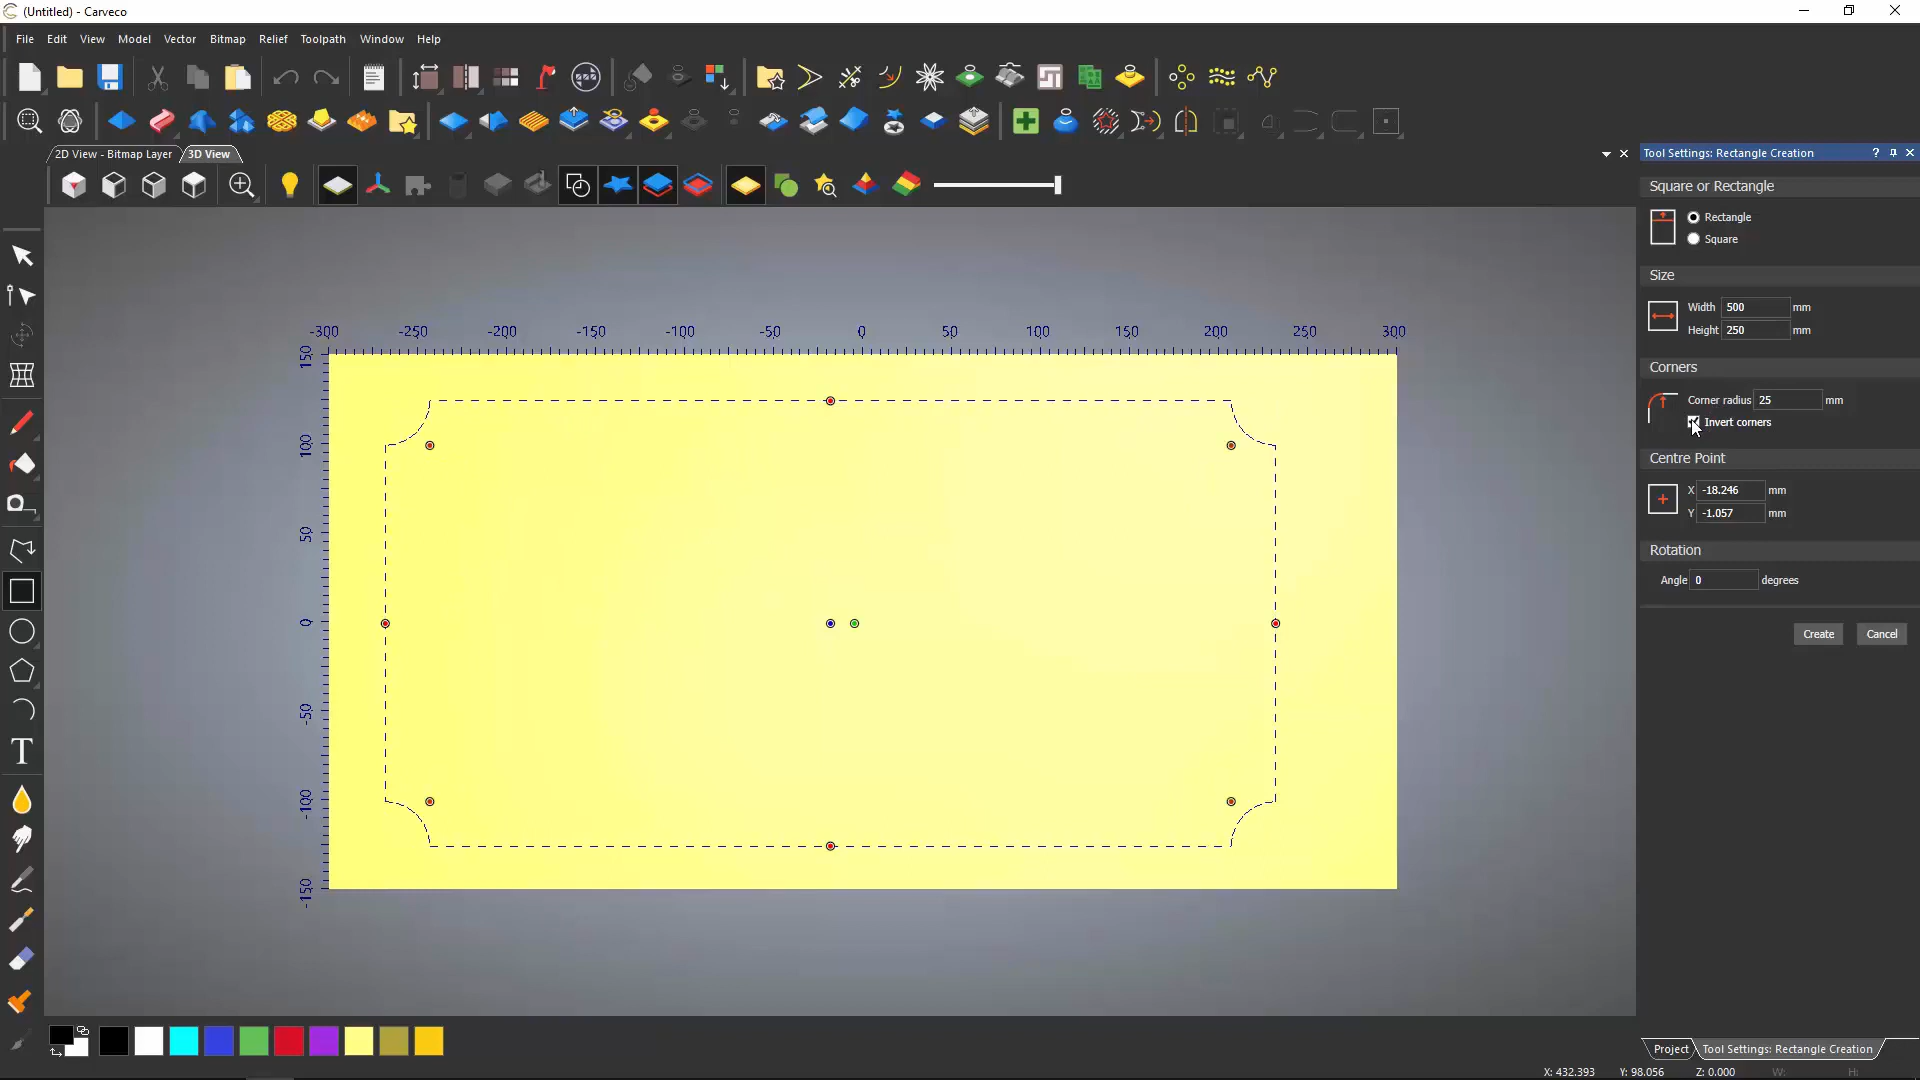 (Untitled) - Carveco
File Edit View Model Vector Bitmap Relief Toolpath Window Help
2D View - Bitmap Layer 3D View
Tool Settings: Rectangle Creation ?
Square or Rectangle
Rectangle
Square
Size
Width 500 mm
Height 250 mm
Corners
Corner radius 25 mm
Invert corners
Centre Point
X -18.246 mm
Y -1.057 mm
Rotation
Angle 0 degrees
Create Cancel
-300 -250 -200 -150 -100 -50 0 50 100 150 200 250 300
150
100
50
0
-50
-100
-150
T
Project Tool Settings: Rectangle Creation
X: 432.393 Y: 98.056 Z: 0.000 W: H: